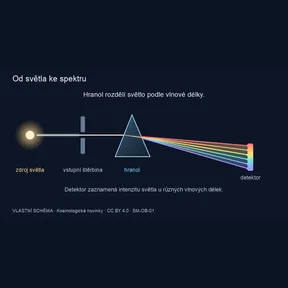 Od světla ke spektru
Hranol rozdělí světlo podle vlnové délky.
zdroj světla
vstupní štěrbina
hranol
detektor
Detektor zaznamená intenzitu světla u různých vlnových délek.
VLASTNÍ SCHÉMA · Kosmologické novinky · CC BY 4.0 · SM-OB-01